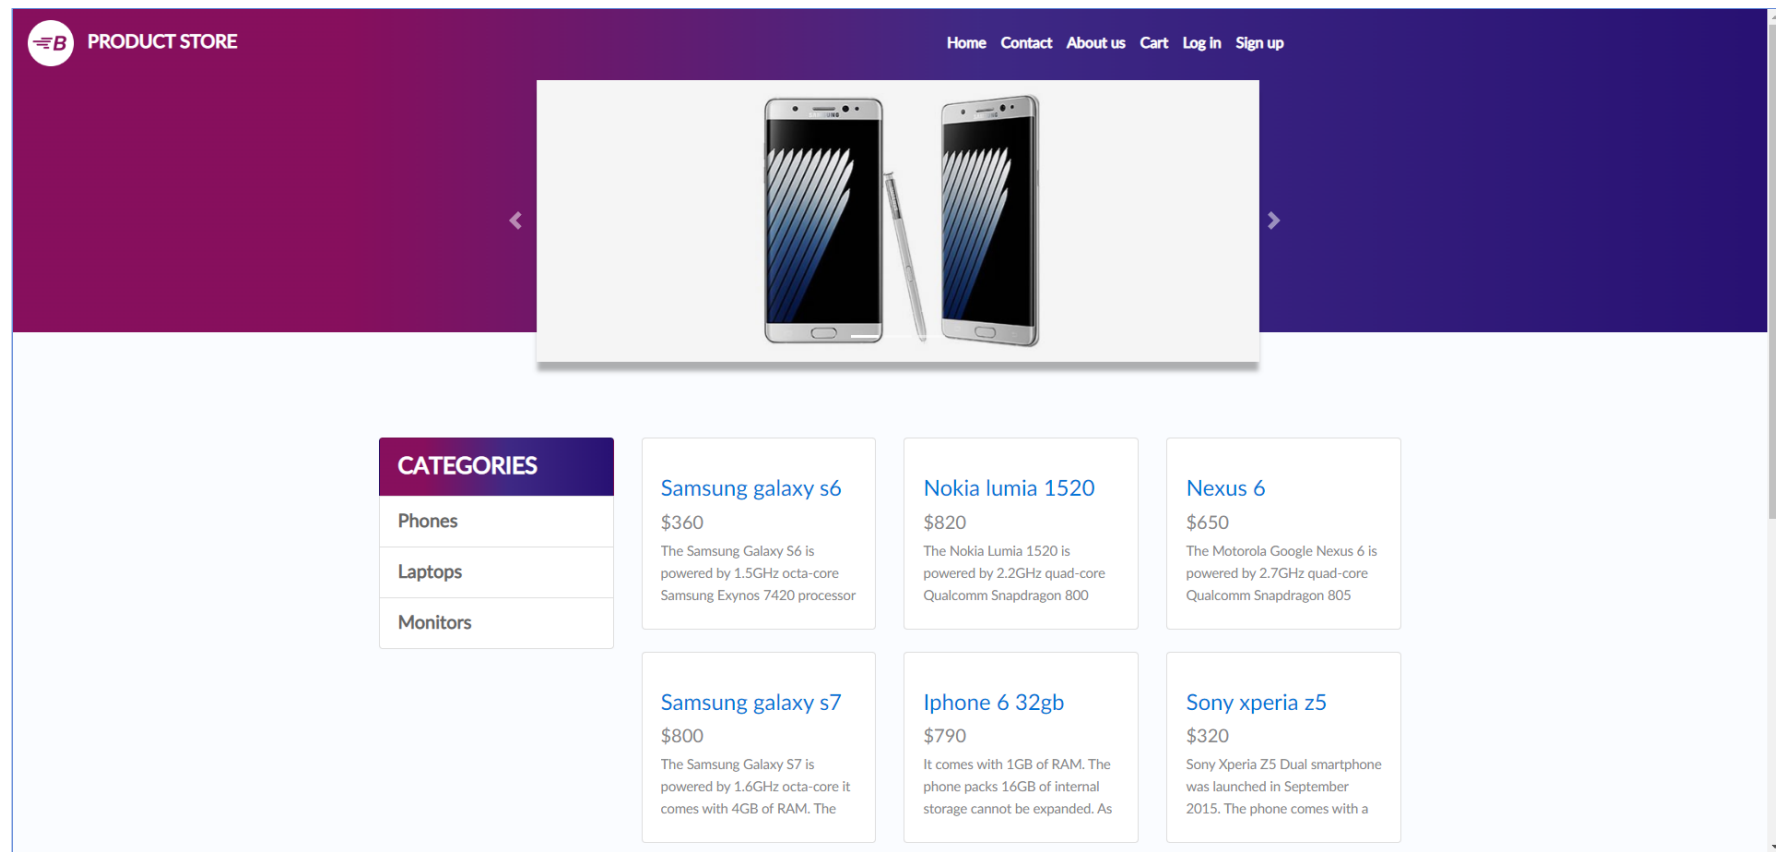 B PRODUCT STORE
Home Contact About us Cart Log in Sign up
SAMSUNG
CATEGORIES
Phones
Laptops
Monitors
Samsung galaxy s6
$360
The Samsung Galaxy S6 is
powered by 1.5GHz octa-core
Samsung Exynos 7420 processor
Nokia lumia 1520
$820
The Nokia Lumia 1520 is
powered by 2.2GHz quad-core
Qualcomm Snapdragon 800
Nexus 6
$650
The Motorola Google Nexus 6 is
powered by 2.7GHz quad-core
Qualcomm Snapdragon 805
Samsung galaxy s7
$800
The Samsung Galaxy S7 is
powered by 1.6GHz octa-core it
comes with 4GB of RAM. The
Iphone 6 32gb
$790
It comes with 1GB of RAM. The
phone packs 16GB of internal
storage cannot be expanded. As
Sony xperia z5
$320
Sony Xperia Z5 Dual smartphone
was launched in September
2015. The phone comes with a